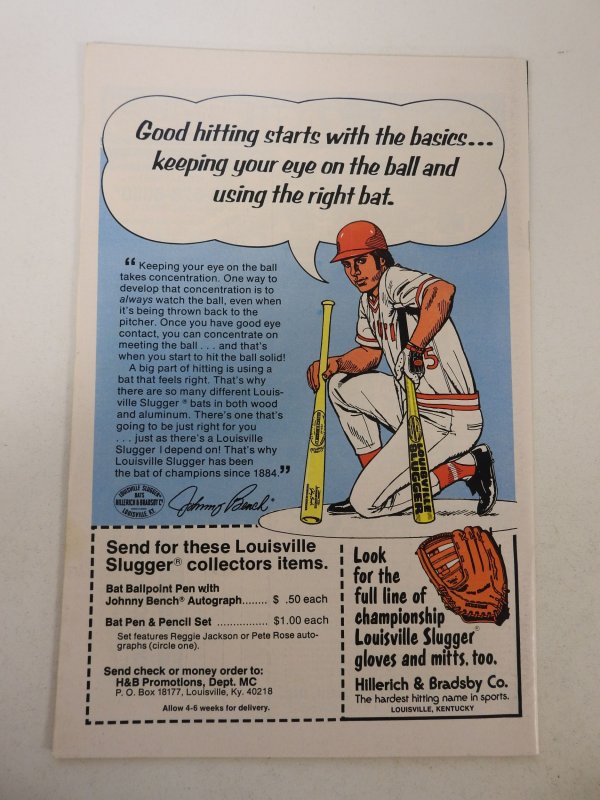 Good hitting starts with the basics...
keeping your eye on the ball and
using the right bat.
“ Keeping your eye on the ball
takes concentration. One way to
develop that concentration is to
always watch the ball, even when
it's being thrown back to the
pitcher. Once you have good eye
contact, you can concentrate on
meeting the ball . . . and that's
when you start to hit the ball solid!
A big part of hitting is using a
bat that feels right. That's why
there are so many different Louis-
ville Slugger ® bats in both wood
and aluminum. There's one that's
going to be just right for you
. . . just as there's a Louisville
Slugger I depend on! That's why
Louisville Slugger has been
the bat of champions since 1884.”
LOUISVILLE SLUGGER
BATS
HILLERICH & BRADSBY Co
LOUISVILLE, KY.
Johnny Bench®
5
LOUISVILLE
SLUGGER
Send for these Louisville
Slugger® collectors items.
Bat Ballpoint Pen with
Johnny Bench® Autograph....... $ .50 each
Bat Pen & Pencil Set ................ $1.00 each
Set features Reggie Jackson or Pete Rose auto-
graphs (circle one).
Send check or money order to:
H&B Promotions, Dept. MC
P. O. Box 18177, Louisville, Ky. 40218
Allow 4-6 weeks for delivery.
Look
for the
full line of
championship
Louisville Slugger®
gloves and mitts, too.
Hillerich & Bradsby Co.
The hardest hitting name in sports.
LOUISVILLE, KENTUCKY